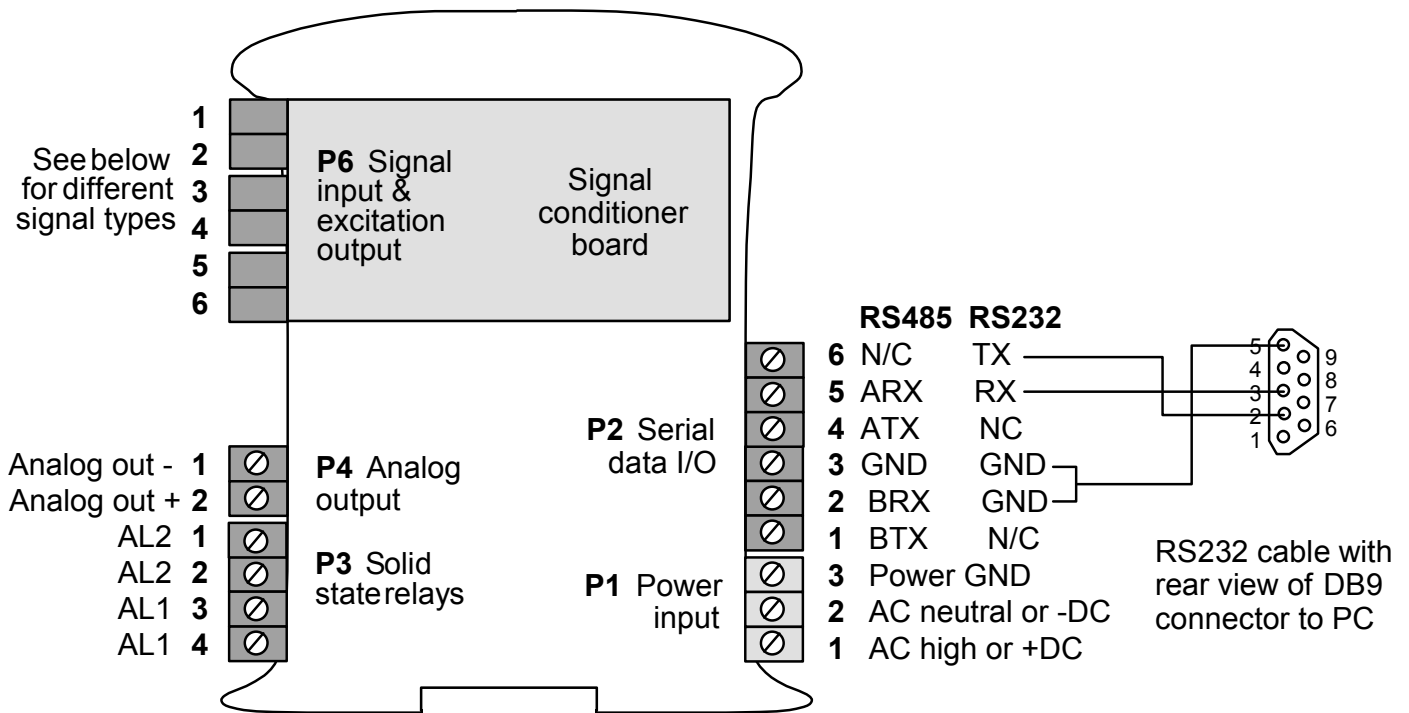 1
See below 2
for different 3
signal types 4
5
6
P6 Signal
input &
excitation
output
Signal
conditioner
board
Analog out - 1
Analog out + 2
AL2 1
AL2 2
AL1 3
AL1 4
P4 Analog
output
P3 Solid
state relays
P2 Serial
data I/O
P1 Power
input
RS485 RS232
6 N/C TX
5 ARX RX
4 ATX NC
3 GND GND
2 BRX GND
1 BTX N/C
3 Power GND
2 AC neutral or -DC
1 AC high or +DC
5
4
3
2
1
9
8
7
6
RS232 cable with
rear view of DB9
connector to PC